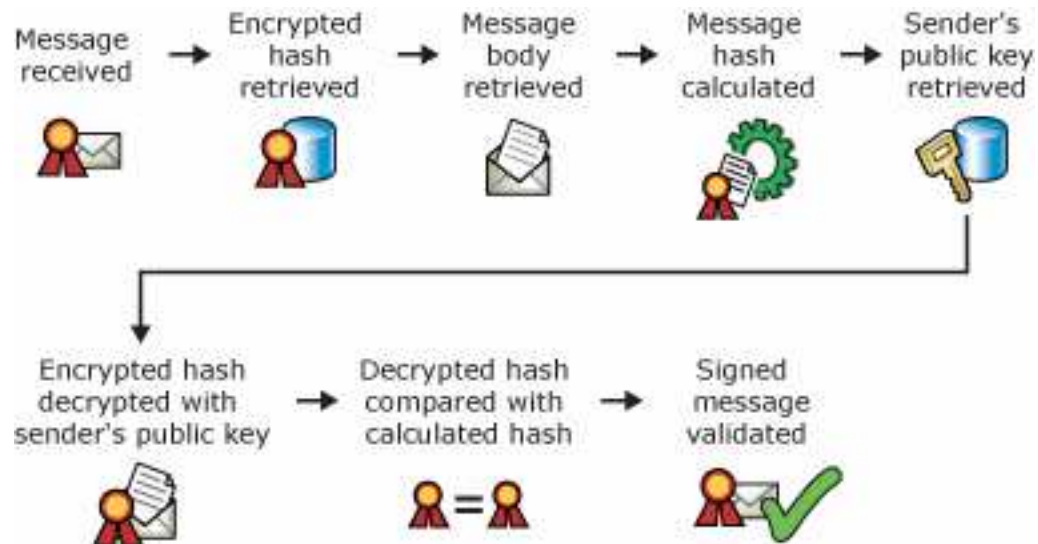 Message
received
Encrypted
hash
retrieved
Message
body
retrieved
Message
hash
calculated
Sender's
public key
retrieved
Encrypted hash
decrypted with
sender's public key
Decrypted hash
compared with
calculated hash
=
Signed
message
validated